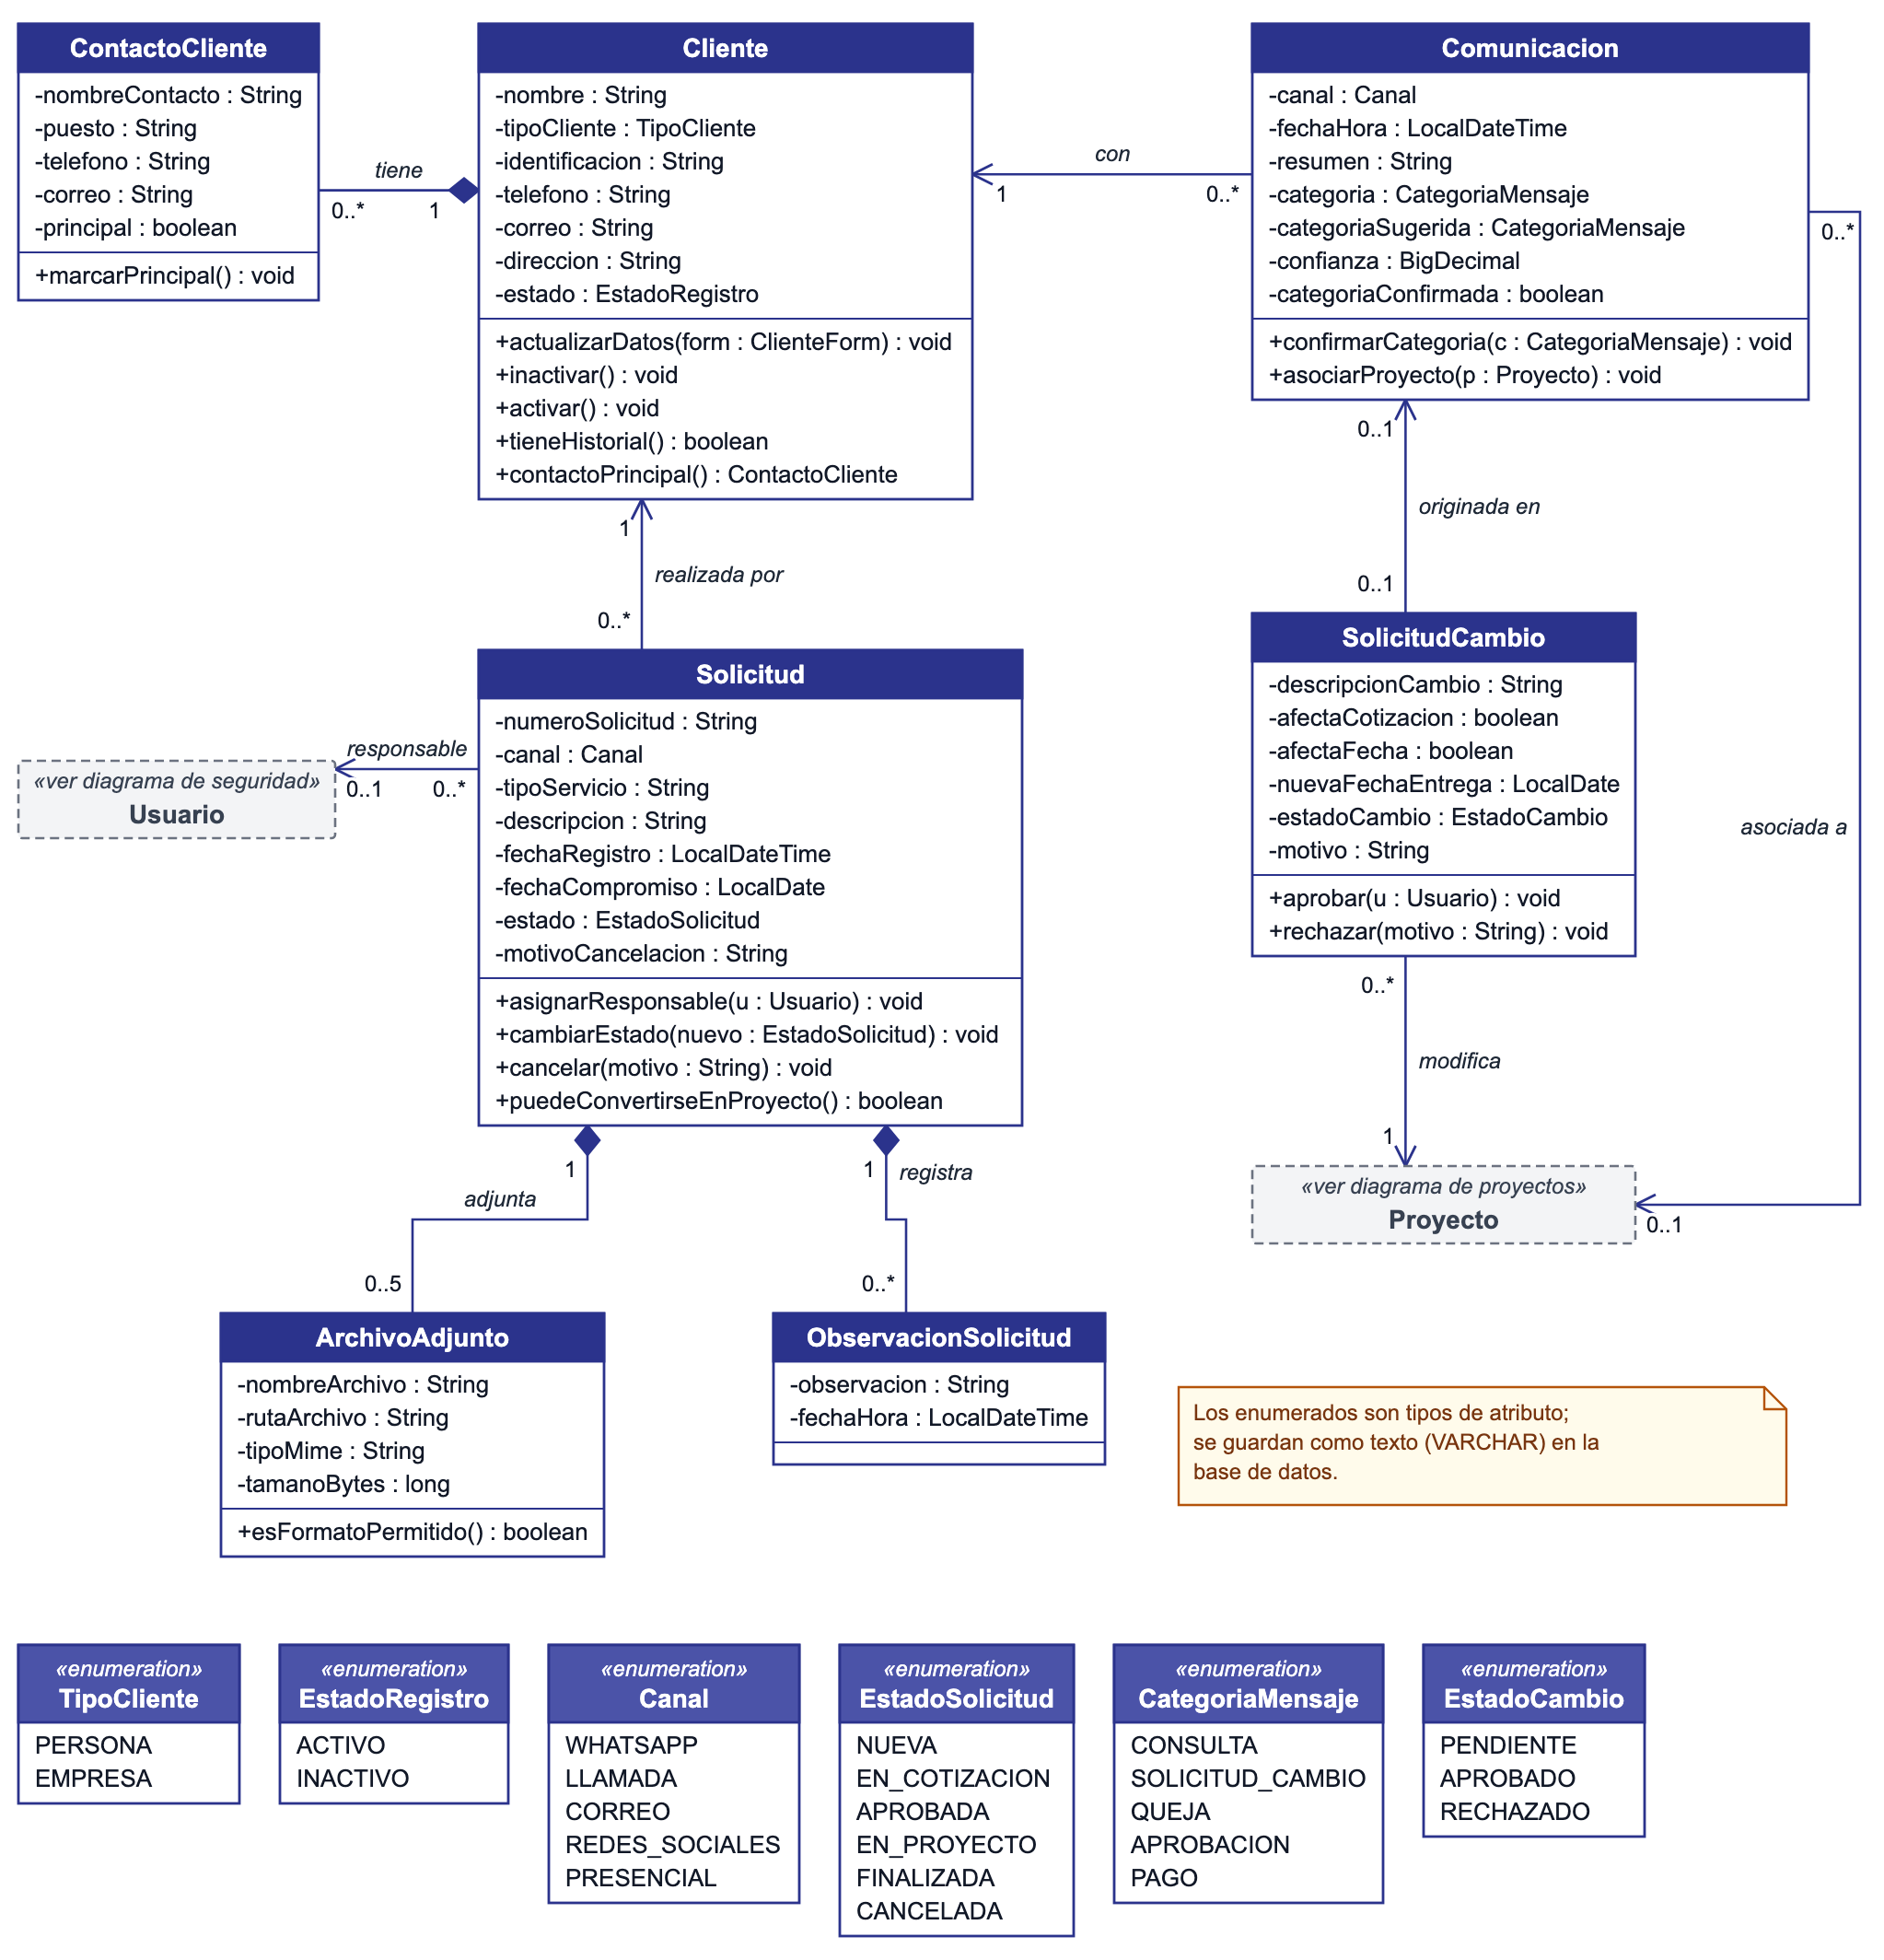 ContactoCliente
-nombreContacto : String
-puesto : String
-telefono : String
-correo : String
-principal : boolean
+marcarPrincipal() : void
tiene
0..*
1
Cliente
-nombre : String
-tipoCliente : TipoCliente
-identificacion : String
-telefono : String
-correo : String
-direccion : String
-estado : EstadoRegistro
+actualizarDatos(form : ClienteForm) : void
+inactivar() : void
+activar() : void
+tieneHistorial() : boolean
+contactoPrincipal() : ContactoCliente
con
1
0..*
Comunicacion
-canal : Canal
-fechaHora : LocalDateTime
-resumen : String
-categoria : CategoriaMensaje
-categoriaSugerida : CategoriaMensaje
-confianza : BigDecimal
-categoriaConfirmada : boolean
+confirmarCategoria(c : CategoriaMensaje) : void
+asociarProyecto(p : Proyecto) : void
0..*
0..1
originada en
0..1
1
realizada por
0..*
Solicitud
-numeroSolicitud : String
-canal : Canal
-tipoServicio : String
-descripcion : String
-fechaRegistro : LocalDateTime
-fechaCompromiso : LocalDate
-estado : EstadoSolicitud
-motivoCancelacion : String
+asignarResponsable(u : Usuario) : void
+cambiarEstado(nuevo : EstadoSolicitud) : void
+cancelar(motivo : String) : void
+puedeConvertirseEnProyecto() : boolean
responsable
0..1
0..*
«ver diagrama de seguridad»
Usuario
SolicitudCambio
-descripcionCambio : String
-afectaCotizacion : boolean
-afectaFecha : boolean
-nuevaFechaEntrega : LocalDate
-estadoCambio : EstadoCambio
-motivo : String
+aprobar(u : Usuario) : void
+rechazar(motivo : String) : void
asociada a
0..*
modifica
1
«ver diagrama de proyectos»
Proyecto
0..1
1
adjunta
0..5
1
registra
0..*
ArchivoAdjunto
-nombreArchivo : String
-rutaArchivo : String
-tipoMime : String
-tamanoBytes : long
+esFormatoPermitido() : boolean
ObservacionSolicitud
-observacion : String
-fechaHora : LocalDateTime
Los enumerados son tipos de atributo;
se guardan como texto (VARCHAR) en la
base de datos.
«enumeration»
TipoCliente
PERSONA
EMPRESA
«enumeration»
EstadoRegistro
ACTIVO
INACTIVO
«enumeration»
Canal
WHATSAPP
LLAMADA
CORREO
REDES_SOCIALES
PRESENCIAL
«enumeration»
EstadoSolicitud
NUEVA
EN_COTIZACION
APROBADA
EN_PROYECTO
FINALIZADA
CANCELADA
«enumeration»
CategoriaMensaje
CONSULTA
SOLICITUD_CAMBIO
QUEJA
APROBACION
PAGO
«enumeration»
EstadoCambio
PENDIENTE
APROBADO
RECHAZADO